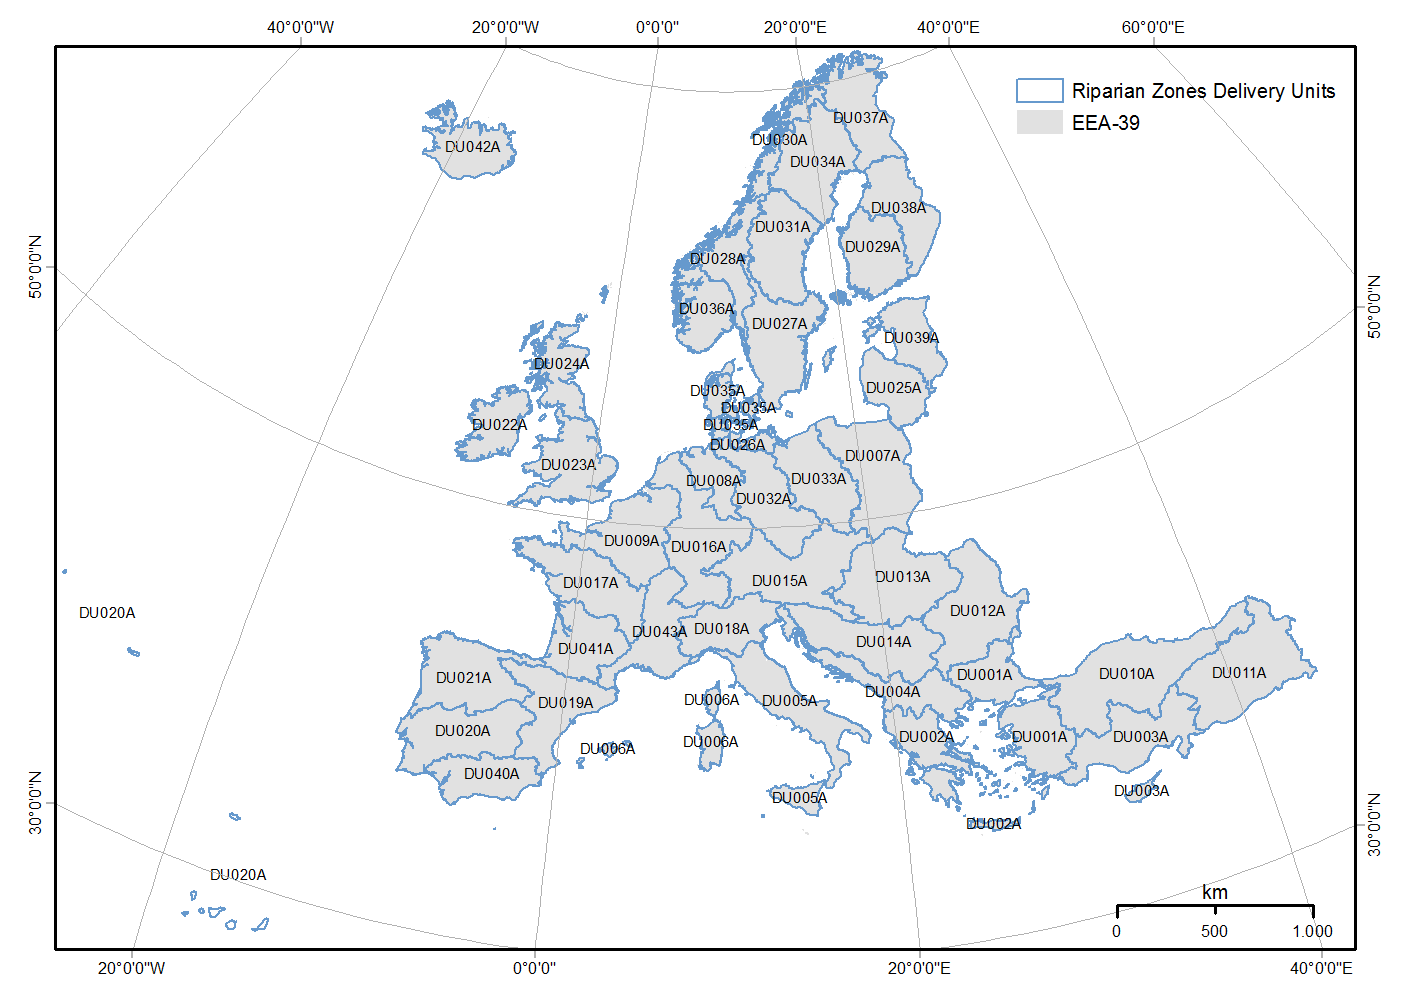 40°0'0"W
20°0'0"W
0°0'0"
20°0'0"E
40°0'0"E
60°0'0"E
Riparian Zones Delivery Units
EEA-39
DU037A
DU030A
DU042A
DU034A
DU038A
DU031A
DU029A
DU028A
50°0'0"N
50°0'0"N
DU036A
DU027A
DU039A
DU024A
DU025A
DU035A
DU035A
DU022A
DU035A
DU026A
DU007A
DU023A
DU033A
DU008A
DU032A
DU009A
DU016A
DU013A
DU015A
DU017A
DU012A
DU020A
DU018A
DU043A
DU014A
DU041A
DU010A
DU011A
DU001A
DU021A
DU004A
DU006A
DU005A
DU019A
DU020A
DU002A
DU001A
DU003A
DU006A
DU006A
DU040A
DU003A
DU005A
30°0'0"N
30°0'0"N
DU002A
DU020A
km
0 500 1.000
20°0'0"W
0°0'0"
20°0'0"E
40°0'0"E